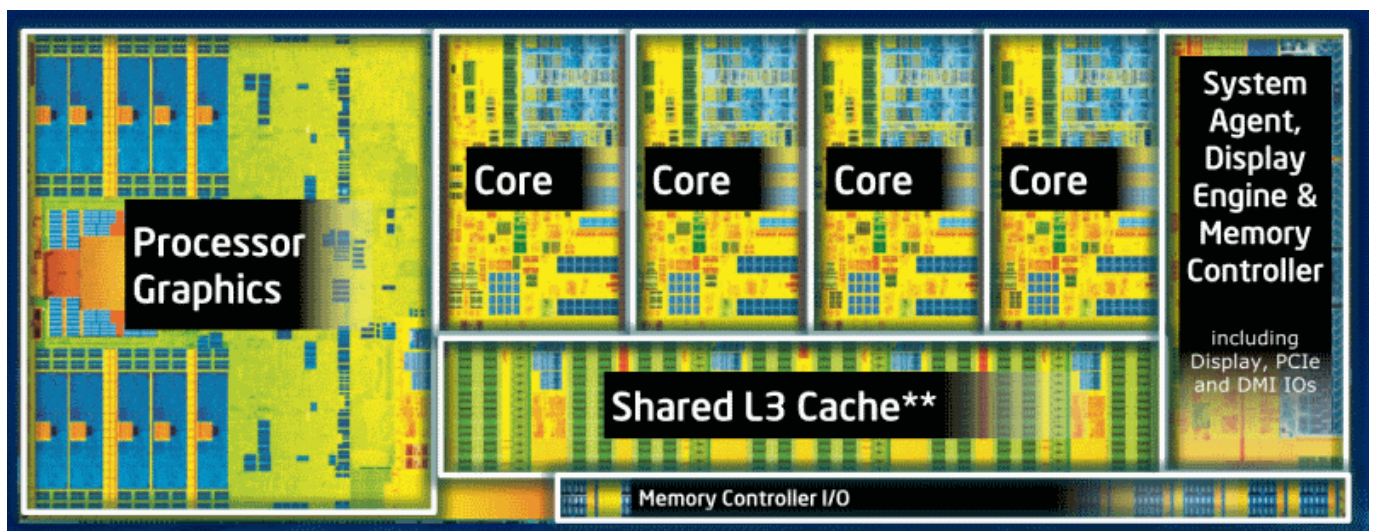 Processor
Graphics
Core
Core
Core
Core
Shared L3 Cache**
Memory Controller I/O
System
Agent,
Display
Engine &
Memory
Controller
including
Display, PCIe
and DMI IOs